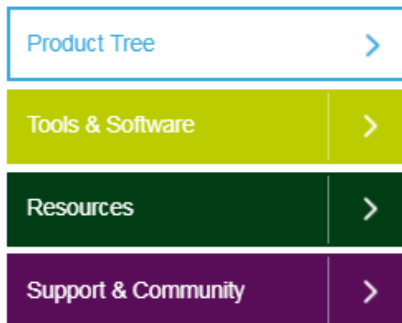 Product Tree
Tools & Software
Resources
Support & Community